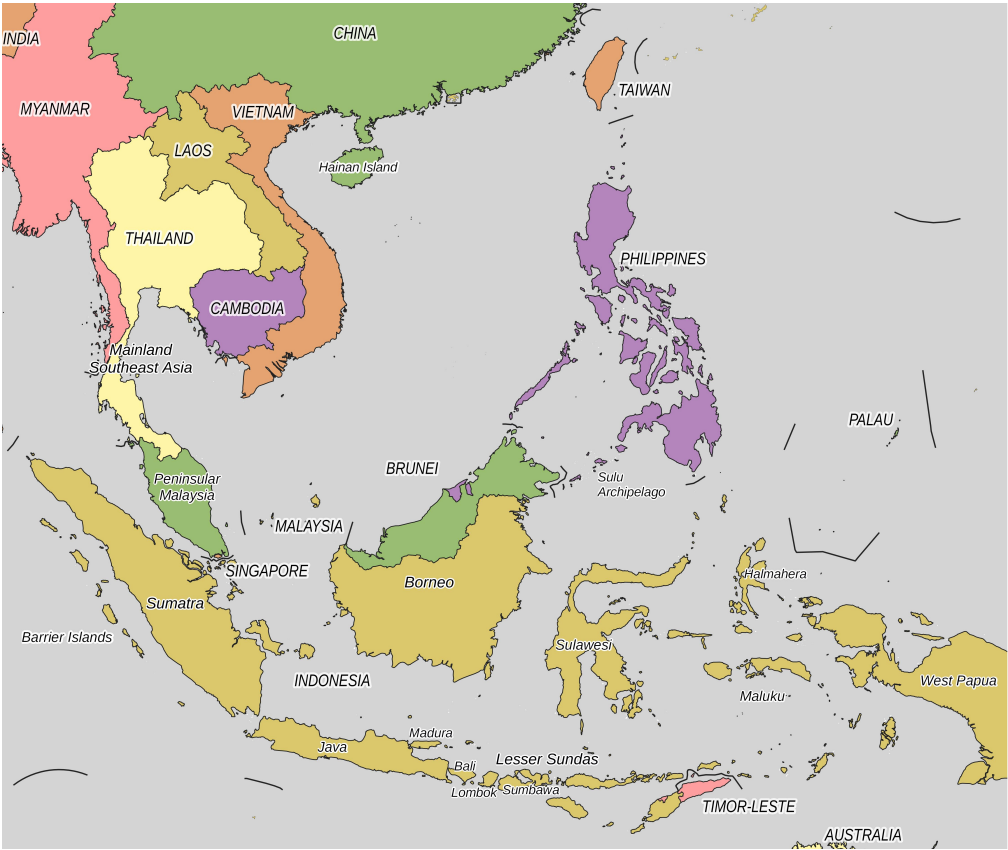 INDIA
CHINA
TAIWAN
MYANMAR
VIETNAM
LAOS
Hainan Island
THAILAND
PHILIPPINES
CAMBODIA
Mainland
Southeast Asia
PALAU
BRUNEI
Peninsular
Malaysia
Sulu
Archipelago
MALAYSIA
SINGAPORE
Borneo
Halmahera
Sumatra
Barrier Islands
Sulawesi
INDONESIA
West Papua
Maluku
Madura
Java
Lesser Sundas
Bali
Lombok
Sumbawa
TIMOR-LESTE
AUSTRALIA